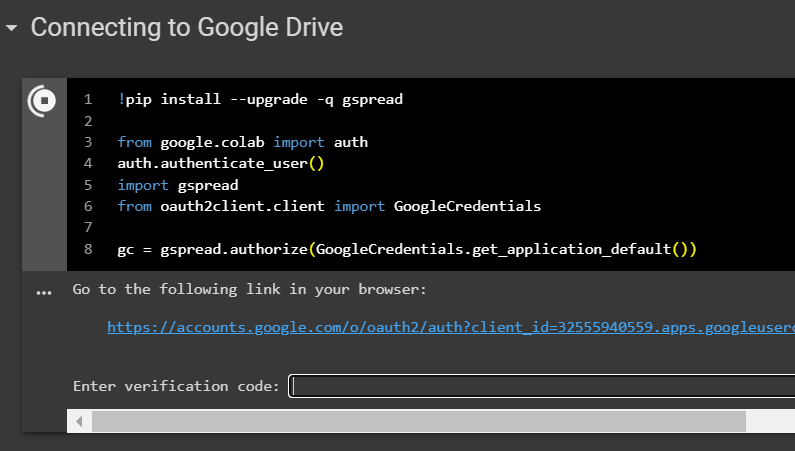 Connecting to Google Drive
1 !pip install --upgrade -q gspread
2
3 from google.colab import auth
4 auth.authenticate_user()
5 import gspread
6 from oauth2client.client import GoogleCredentials
7
8 gc = gspread.authorize(GoogleCredentials.get_application_default())
Go to the following link in your browser:
https://accounts.google.com/o/oauth2/auth?client_id=32555940559.apps.googleuserc
Enter verification code: